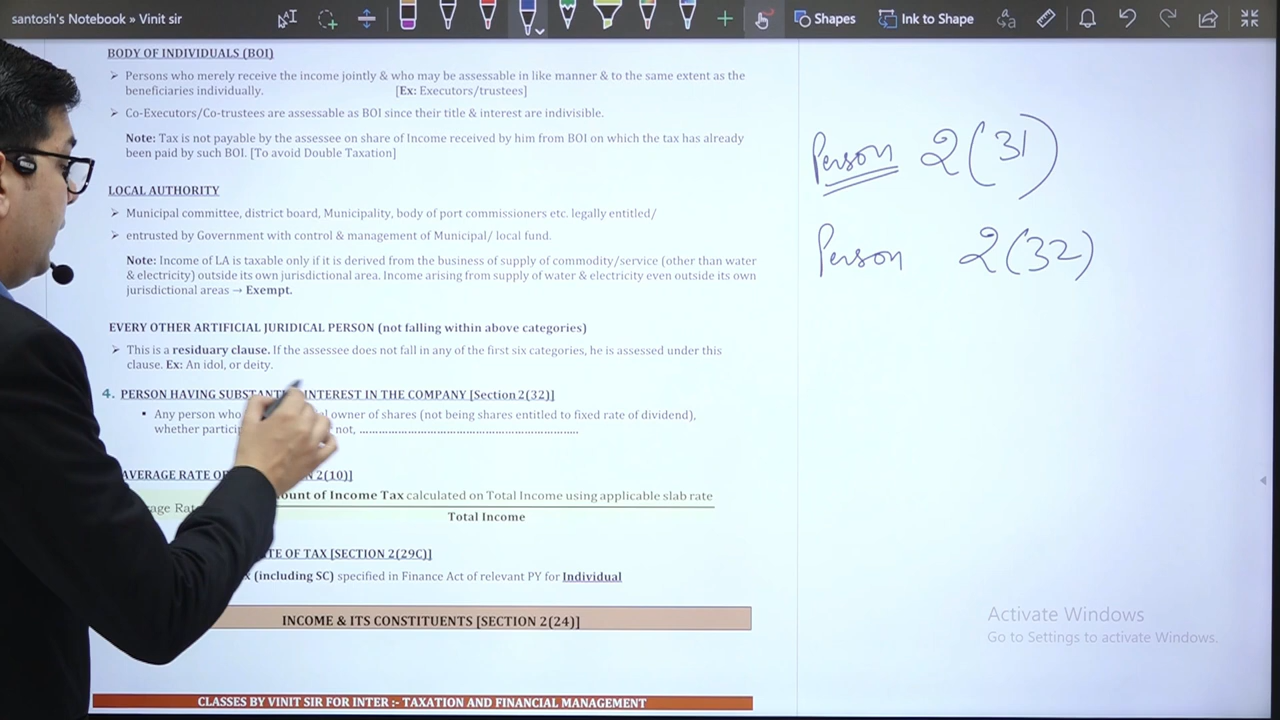 santosh's Notebook » Vinit sir
Shapes
Ink to Shape
BODY OF INDIVIDUALS (BOI)
➢ Persons who merely receive the income jointly & who may be assessable in like manner & to the same extent as the
beneficiaries individually. [Ex: Executors/trustees]
➢ Co-Executors/Co-trustees are assessable as BOI since their title & interest are indivisible.
Note: Tax is not payable by the assessee on share of Income received by him from BOI on which the tax has already
been paid by such BOI. [To avoid Double Taxation]
LOCAL AUTHORITY
➢ Municipal committee, district board, Municipality, body of port commissioners etc. legally entitled/
➢ entrusted by Government with control & management of Municipal/ local fund.
Note: Income of LA is taxable only if it is derived from the business of supply of commodity/service (other than water
& electricity) outside its own jurisdictional area. Income arising from supply of water & electricity even outside its own
jurisdictional areas → Exempt.
EVERY OTHER ARTIFICIAL JURIDICAL PERSON (not falling within above categories)
➢ This is a residuary clause. If the assessee does not fall in any of the first six categories, he is assessed under this
clause. Ex: An idol, or deity.
4. PERSON HAVING INTEREST IN THE COMPANY [Section 2(32)]
▪ Any person who owner of shares (not being shares entitled to fixed rate of dividend),
whether not, ........................................................................
AVERAGE RATE 2(10)]
Income Tax calculated on Total Income using applicable slab rate
Total Income
OF TAX [SECTION 2(29C)]
(including SC) specified in Finance Act of relevant PY for Individual
INCOME & ITS CONSTITUENTS [SECTION 2(24)]
CLASSES BY VINIT SIR FOR INTER :- TAXATION AND FINANCIAL MANAGEMENT
Person 2(31)
Person 2(32)
Activate Windows
Go to Settings to activate Windows.